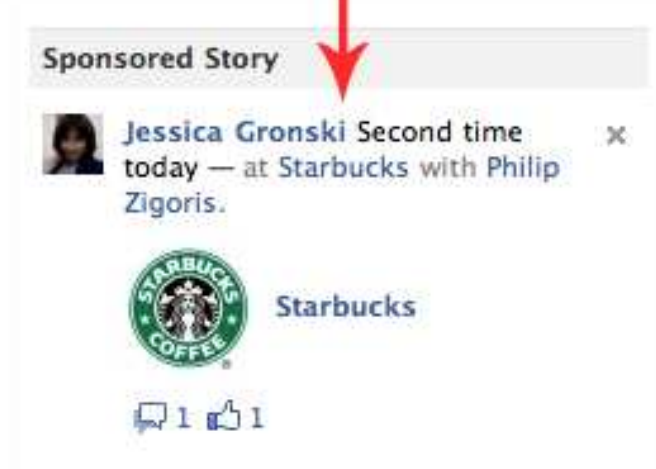 Sponsored Story
Jessica Gronski Second time
today — at Starbucks with Philip
Zigoris.
STARBUCKS
COFFEE
®
Starbucks
1 1